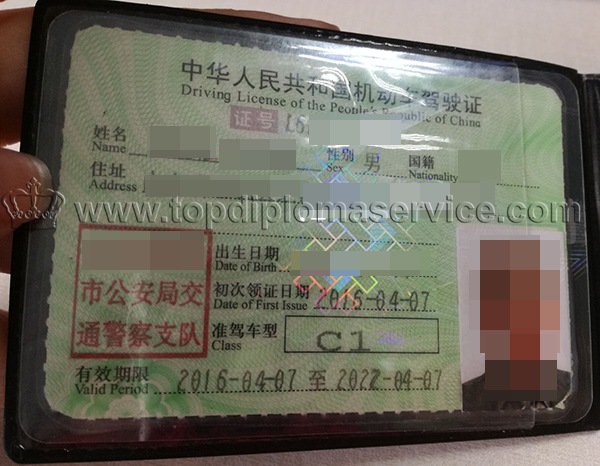 中华人民共和国机动车驾驶证
Driving License of the People's Republic of China
证号
姓名
Name
性别 男
Sex
国籍
Nationality
住址
Address
www.topdiplomaservice.com
出生日期
Date of Birth
初次领证日期 2016-04-07
Date of First Issue
市公安局交
通警察支队
准驾车型 C1
Class
有效期限 2016-04-07 至 2022-04-07
Valid Period